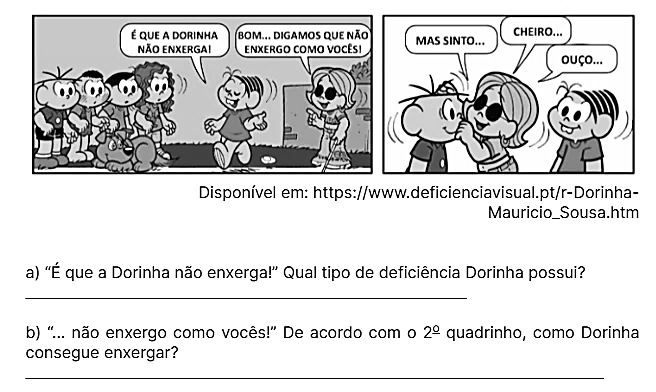 É QUE A DORINHA
NÃO ENXERGA!
BOM... DIGAMOS QUE NÃO
ENXERGO COMO VOCÊS!
MAS SINTO...
CHEIRO...
OUÇO...
Disponível em: https://www.deficienciavisual.pt/r-Dorinha-
Mauricio_Sousa.htm
a) “É que a Dorinha não enxerga!” Qual tipo de deficiência Dorinha possui?
b) “... não enxergo como vocês!” De acordo com o 2º quadrinho, como Dorinha
consegue enxergar?